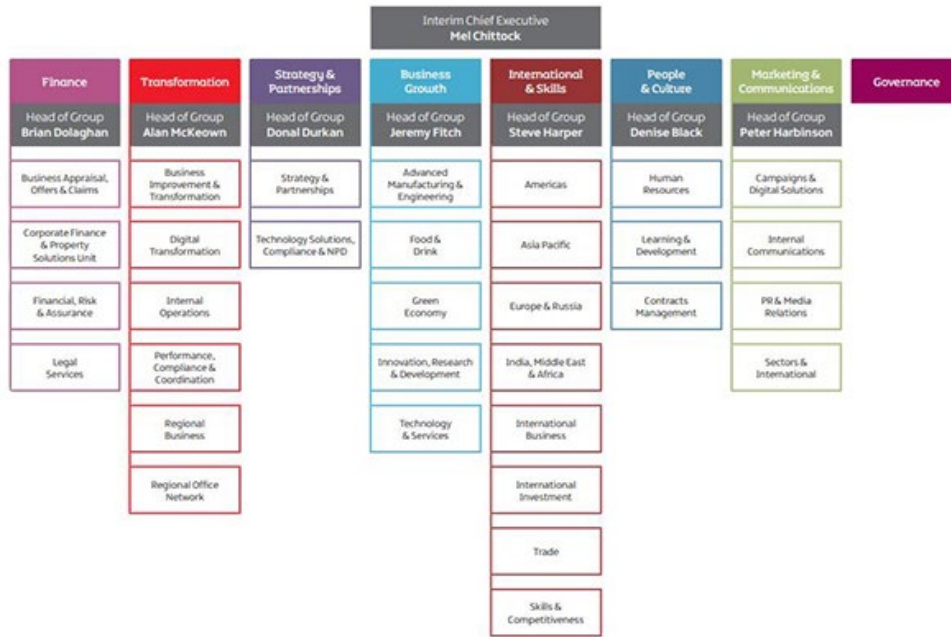 Interim Chief Executive
Mel Chittock
Finance
Head of Group
Brian Dolaghan
Business Appraisal,
Offers & Claims
Corporate Finance
& Property
Solutions Unit
Financial, Risk
& Assurance
Legal
Services
Transformation
Head of Group
Alan McKeown
Business
Improvement &
Transformation
Digital
Transformation
Internal
Operations
Performance,
Compliance &
Coordination
Regional
Business
Regional Office
Network
Strategy &
Partnerships
Head of Group
Donal Durkan
Strategy &
Partnerships
Technology Solutions,
Compliance & NPD
Business
Growth
Head of Group
Jeremy Fitch
Advanced
Manufacturing &
Engineering
Food &
Drink
Green
Economy
Innovation, Research
& Development
Technology
& Services
International
& Skills
Head of Group
Steve Harper
Americas
Asia Pacific
Europe & Russia
India, Middle East
& Africa
International
Business
International
Investment
Trade
Skills &
Competitiveness
People
& Culture
Head of Group
Denise Black
Human
Resources
Learning &
Development
Contracts
Management
Marketing &
Communications
Head of Group
Peter Harbinson
Campaigns &
Digital Solutions
Internal
Communications
PR & Media
Relations
Sectors &
International
Governance